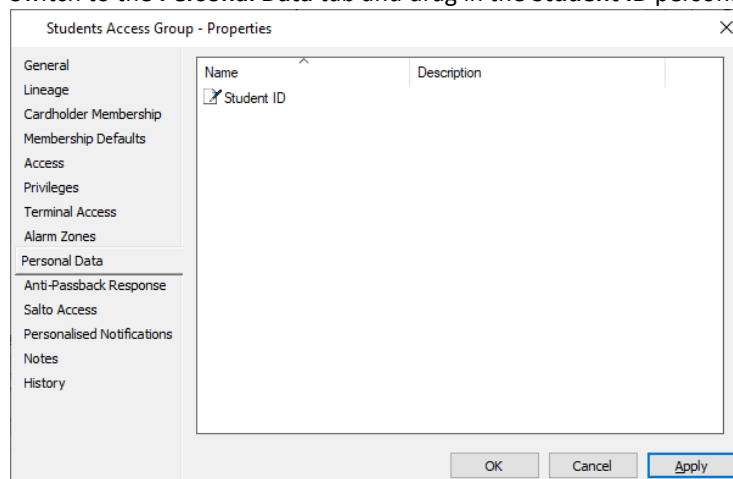 Students Access Group - Properties
General
Lineage
Cardholder Membership
Membership Defaults
Access
Privileges
Terminal Access
Alarm Zones
Personal Data
Anti-Passback Response
Salto Access
Personalised Notifications
Notes
History
Name Description
Student ID
OK Cancel Apply